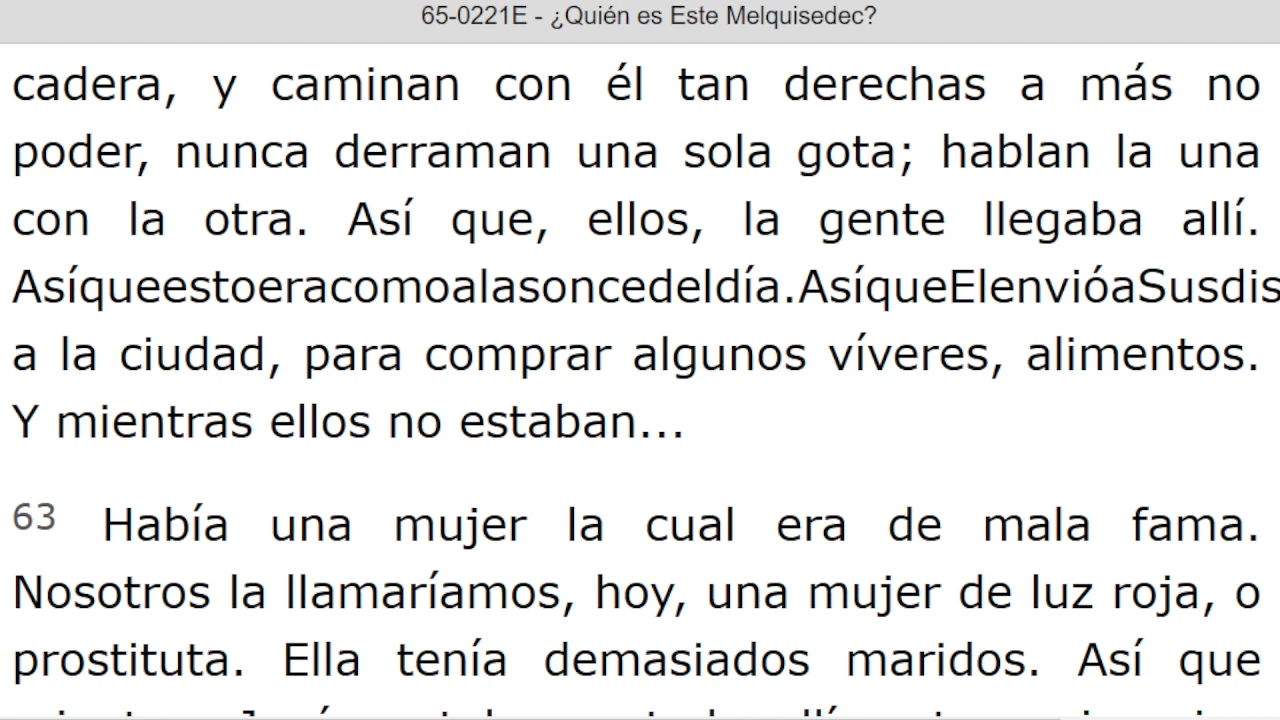 65-0221E - ¿Quién es Este Melquisedec?
cadera, y caminan con él tan derechas a más no
poder, nunca derraman una sola gota; hablan la una
con la otra. Así que, ellos, la gente llegaba allí.
Asíqueestoeracomoalasoncedeldía.AsíqueElenvióaSusdis
a la ciudad, para comprar algunos víveres, alimentos.
Y mientras ellos no estaban...
63 Había una mujer la cual era de mala fama.
Nosotros la llamaríamos, hoy, una mujer de luz roja, o
prostituta. Ella tenía demasiados maridos. Así que